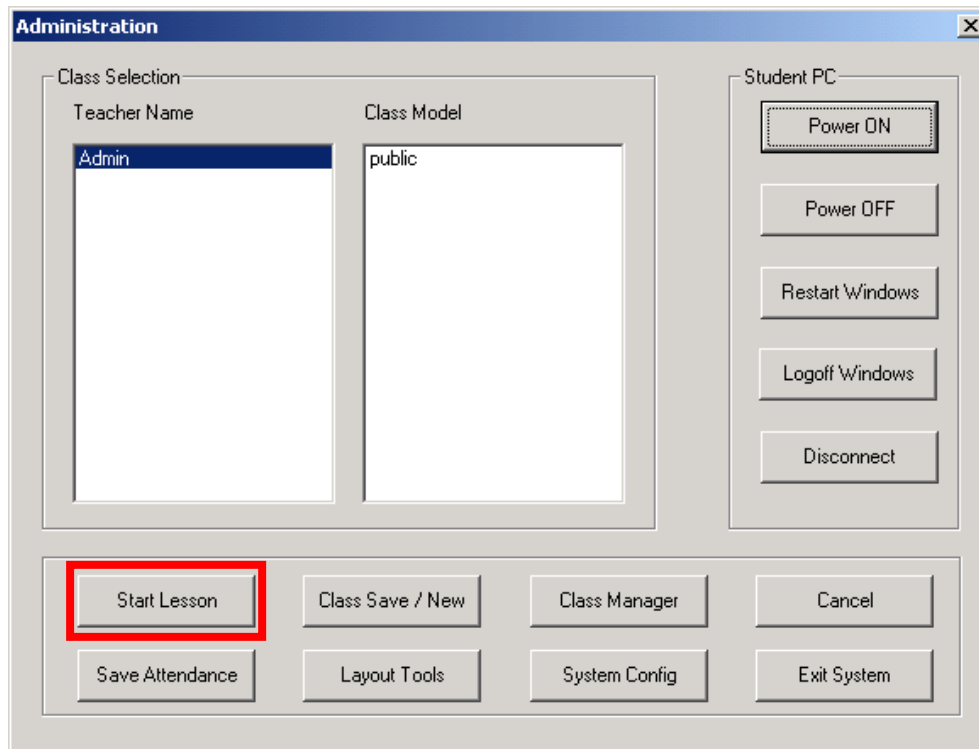 Administration
Class Selection
Teacher Name
Class Model
Admin
public
Student PC
Power ON
Power OFF
Restart Windows
Logoff Windows
Disconnect
Start Lesson
Class Save / New
Class Manager
Cancel
Save Attendance
Layout Tools
System Config
Exit System